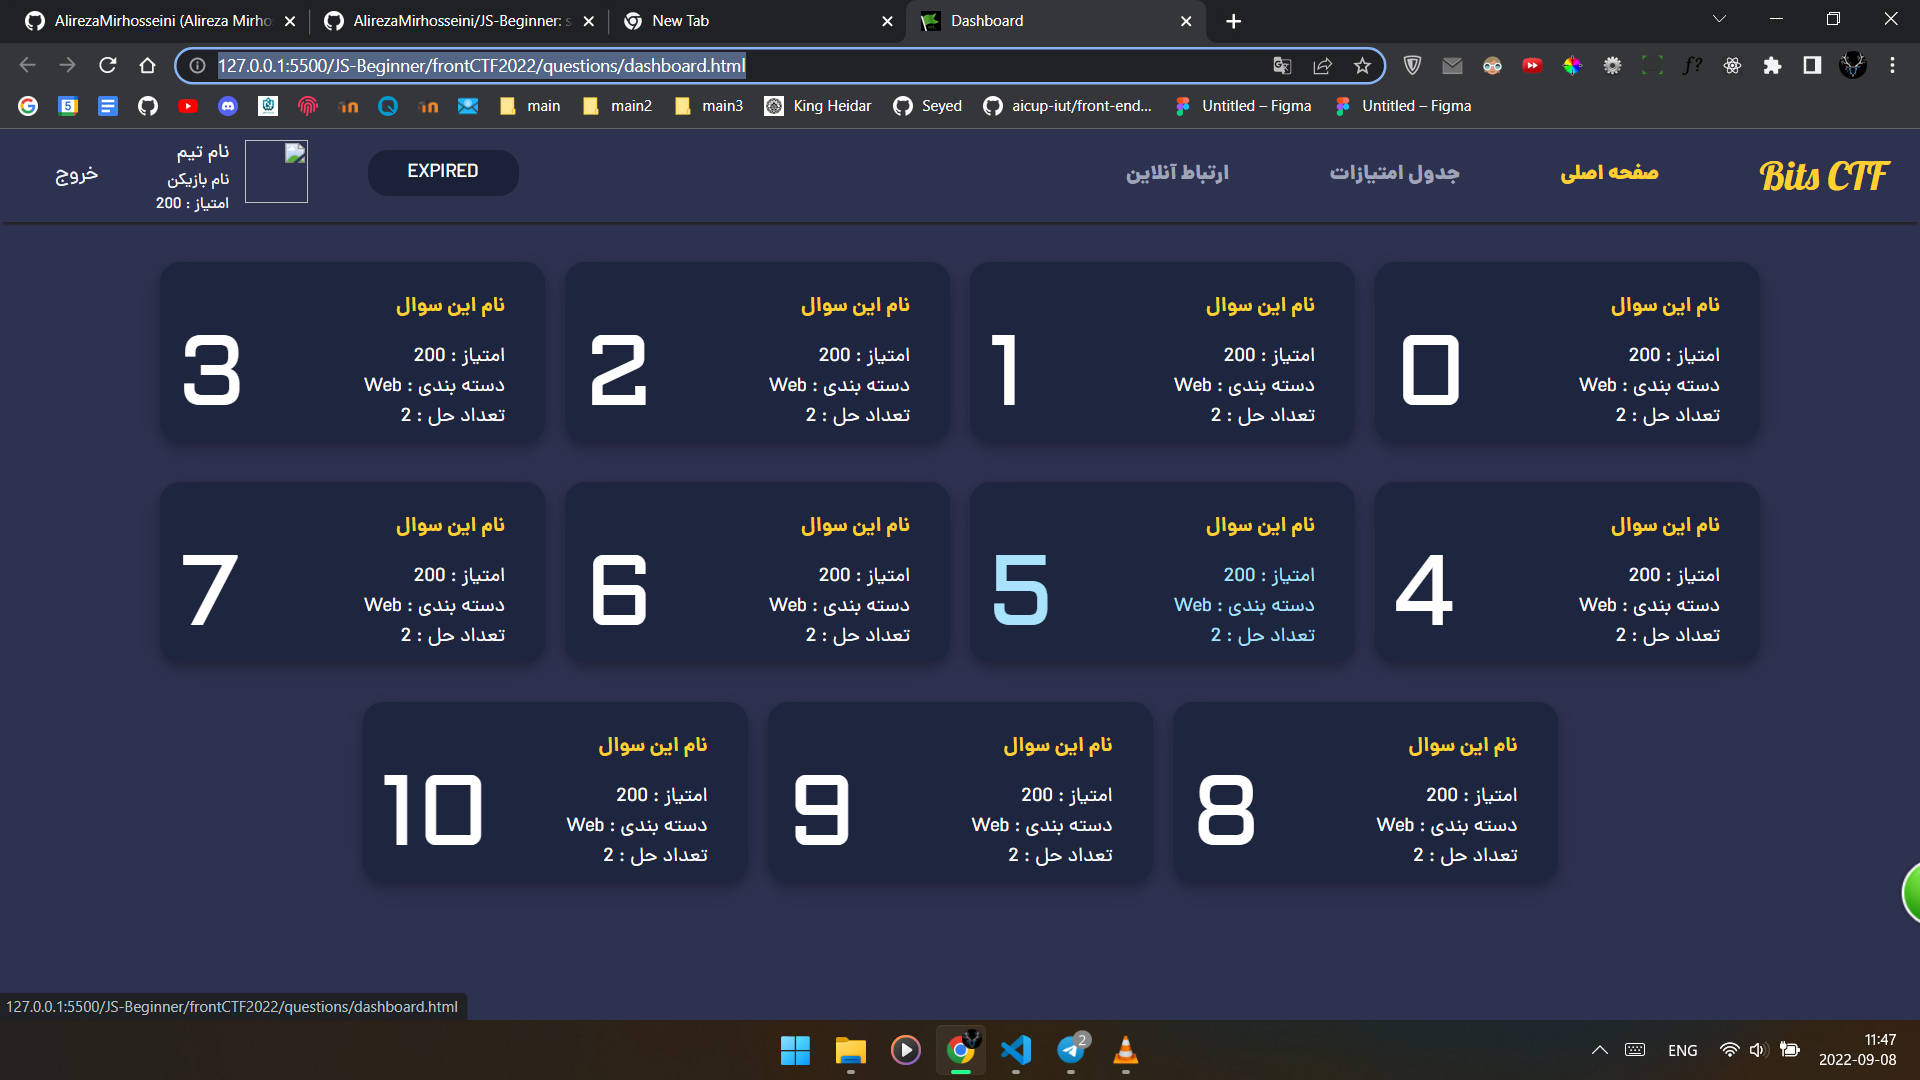 AlirezaMirhosseini (Alireza Mirho
AlirezaMirhosseini/JS-Beginner: s
New Tab
Dashboard
127.0.0.1:5500/JS-Beginner/frontCTF2022/questions/dashboard.html
main
main2
main3
King Heidar
Seyed
aicup-iut/front-end...
Untitled – Figma
Untitled – Figma
Bits CTF
صفحه اصلی
جدول امتیازات
ارتباط آنلاین
EXPIRED
نام تیم
نام بازیکن
امتیاز : 200
خروج
نام این سوال
امتیاز : 200
دسته بندی : Web
تعداد حل : 2
0
نام این سوال
امتیاز : 200
دسته بندی : Web
تعداد حل : 2
1
نام این سوال
امتیاز : 200
دسته بندی : Web
تعداد حل : 2
2
نام این سوال
امتیاز : 200
دسته بندی : Web
تعداد حل : 2
3
نام این سوال
امتیاز : 200
دسته بندی : Web
تعداد حل : 2
4
نام این سوال
امتیاز : 200
دسته بندی : Web
تعداد حل : 2
5
نام این سوال
امتیاز : 200
دسته بندی : Web
تعداد حل : 2
6
نام این سوال
امتیاز : 200
دسته بندی : Web
تعداد حل : 2
7
نام این سوال
امتیاز : 200
دسته بندی : Web
تعداد حل : 2
8
نام این سوال
امتیاز : 200
دسته بندی : Web
تعداد حل : 2
9
نام این سوال
امتیاز : 200
دسته بندی : Web
تعداد حل : 2
10
127.0.0.1:5500/JS-Beginner/frontCTF2022/questions/dashboard.html
2
ENG
11:47
2022-09-08